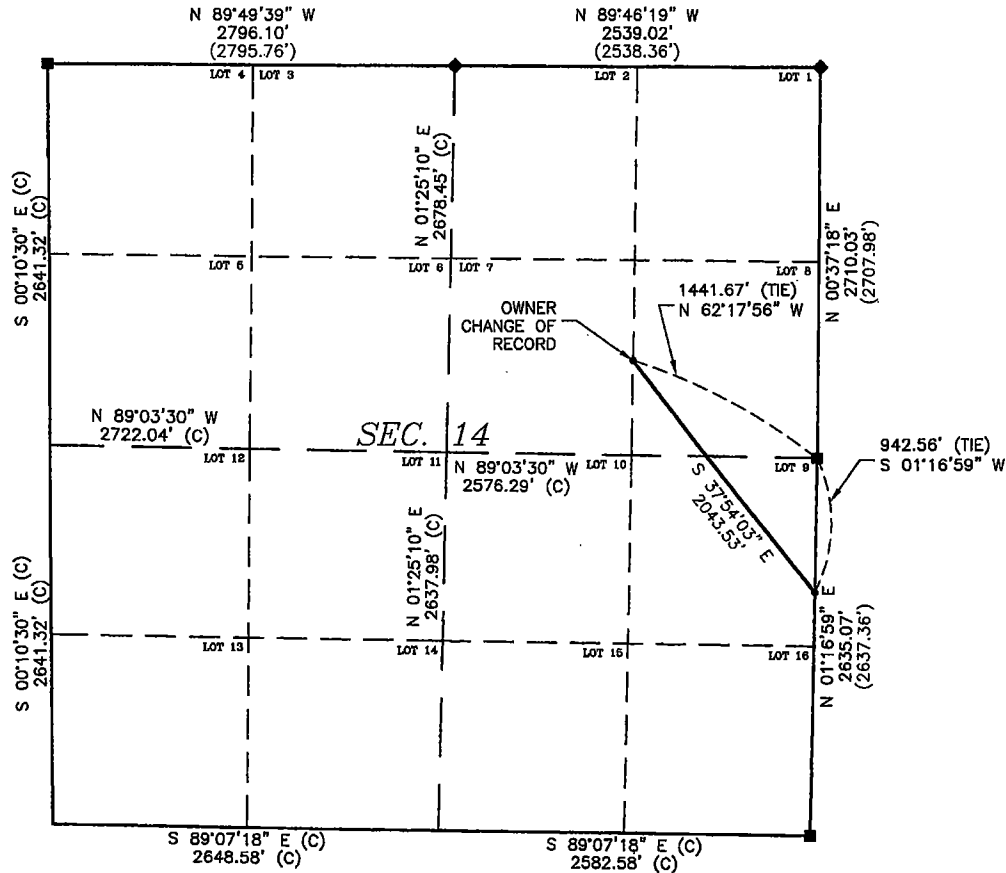 N 89°49'39" W
2796.10'
(2795.76')
N 89°46'19" W
2539.02'
(2538.36')
LOT 4
LOT 3
LOT 2
LOT 1
S 00°10'30" E (C)
2641.32' (C)
N 01°25'10" E
2678.45' (C)
N 00°37'18" E
2710.03'
(2707.98')
LOT 5
LOT 6
LOT 7
LOT 8
1441.67' (TIE)
N 62°17'56" W
OWNER
CHANGE OF
RECORD
N 89°03'30" W
2722.04' (C)
SEC. 14
LOT 12
LOT 11
LOT 10
LOT 9
N 89°03'30" W
2576.29' (C)
942.56' (TIE)
S 01°16'59" W
S 37°54'03" E
2043.53'
S 00°10'30" E (C)
2641.32' (C)
N 01°25'10" E
2637.98' (C)
N 01°16'59" E
2635.07'
(2637.36')
LOT 13
LOT 14
LOT 15
LOT 16
S 89°07'18" E (C)
2648.58' (C)
S 89°07'18" E (C)
2582.58' (C)